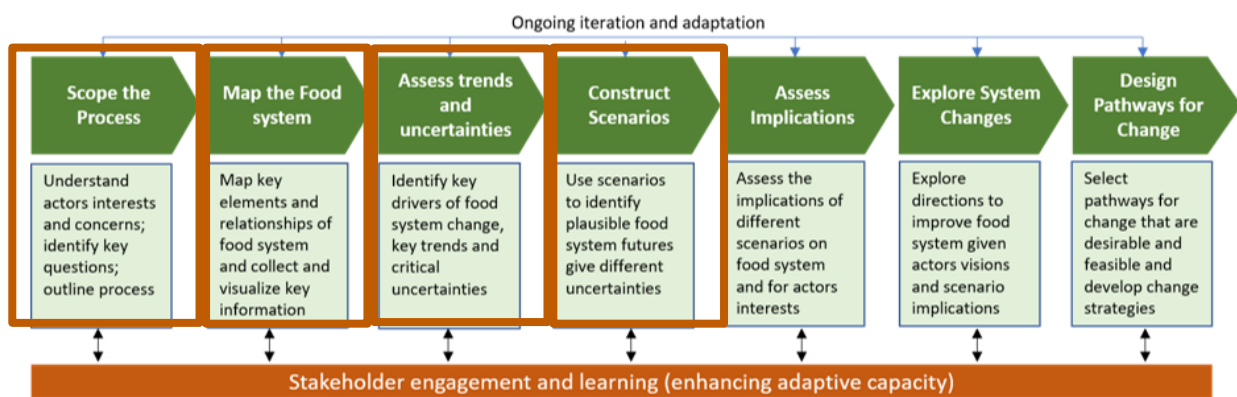 Ongoing iteration and adaptation
Scope the
Process
Map the Food
system
Assess trends
and
uncertainties
Construct
Scenarios
Assess
Implications
Explore System
Changes
Design
Pathways for
Change
Understand
actors interests
and concerns;
identify key
questions;
outline process
Map key
elements and
relationships of
food system
and collect and
visualize key
information
Identify key
drivers of food
system change,
key trends and
critical
uncertainties
Use scenarios
to identify
plausible food
system futures
give different
uncertainties
Assess the
implications of
different
scenarios on
food system
and for actors
interests
Explore
directions to
improve food
system given
actors visions
and scenario
implications
Select
pathways for
change that are
desirable and
feasible and
develop change
strategies
Stakeholder engagement and learning (enhancing adaptive capacity)